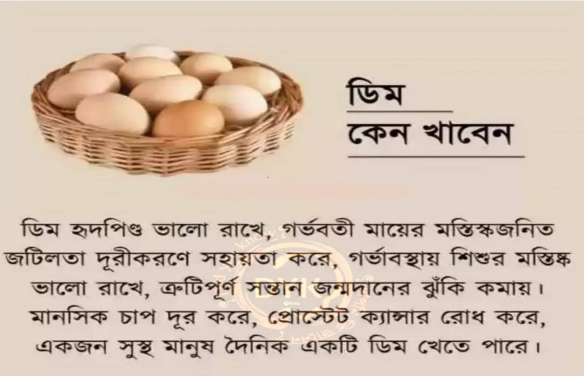 ডিম
কেন খাবেন
ডিম হৃদপিণ্ড ভালো রাখে, গর্ভবতী মায়ের মস্তিস্কজনিত
জটিলতা দূরীকরণে সহায়তা করে, গর্ভাবস্থায় শিশুর মস্তিষ্ক
ভালো রাখে, ত্রুটিপূর্ণ সন্তান জন্মদানের ঝুঁকি কমায়।
মানসিক চাপ দূর করে, প্রোস্টেট ক্যান্সার রোধ করে,
একজন সুস্থ মানুষ দৈনিক একটি ডিম খেতে পারে।